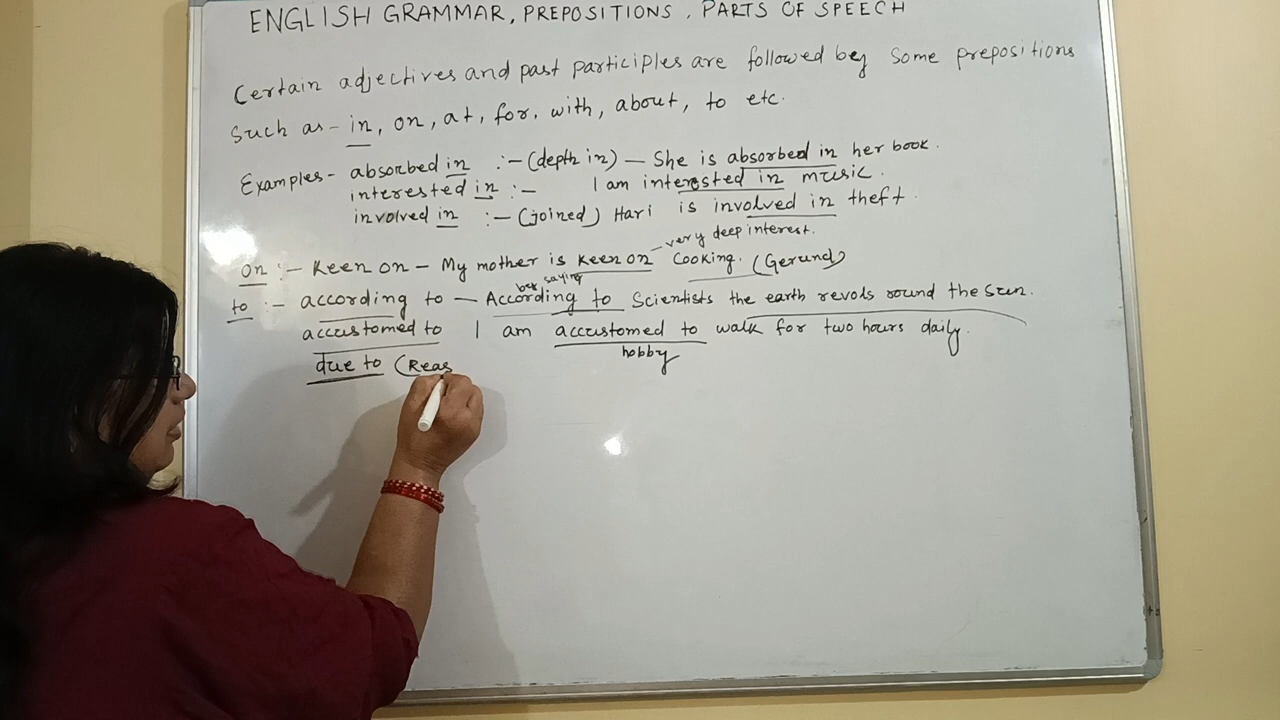 ENGLISH GRAMMAR, PREPOSITIONS, PARTS OF SPEECH
Certain adjectives and past participles are followed by some prepositions
Such as - in, on, at, for, with, about, to etc.
Examples - absorbed in :- (depth in) - She is absorbed in her book.
interested in :- I am interested in music.
involved in :- (joined) Hari is involved in theft.
- very deep interest.
on :- Keen on - My mother is keen on cooking. (Gerund)
by saying
to :- according to - According to Scientists the earth revols round the sun.
accustomed to I am accustomed to walk for two hours daily.
hobby
due to (Reas